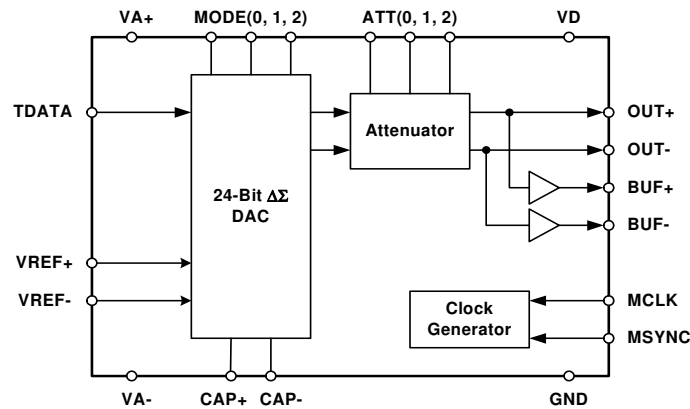 VA+ MODE(0, 1, 2) ATT(0, 1, 2) VD
TDATA
OUT+
Attenuator
OUT-
24-Bit ΔΣ
DAC
BUF+
BUF-
VREF+
VREF-
MCLK
Clock
Generator
MSYNC
VA- CAP+ CAP- GND